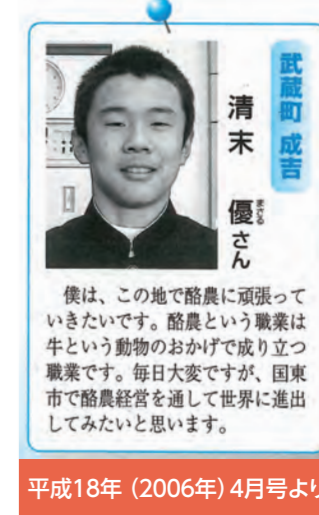 武蔵町 成吉
清末 優さん
まさる
僕は、この地で酪農に頑張って
いきたいです。酪農という職業は
牛という動物のおかげで成り立つ
職業です。毎日大変ですが、国東
市で酪農経営を通して世界に進出
してみたいと思います。
平成18年(2006年)4月号より